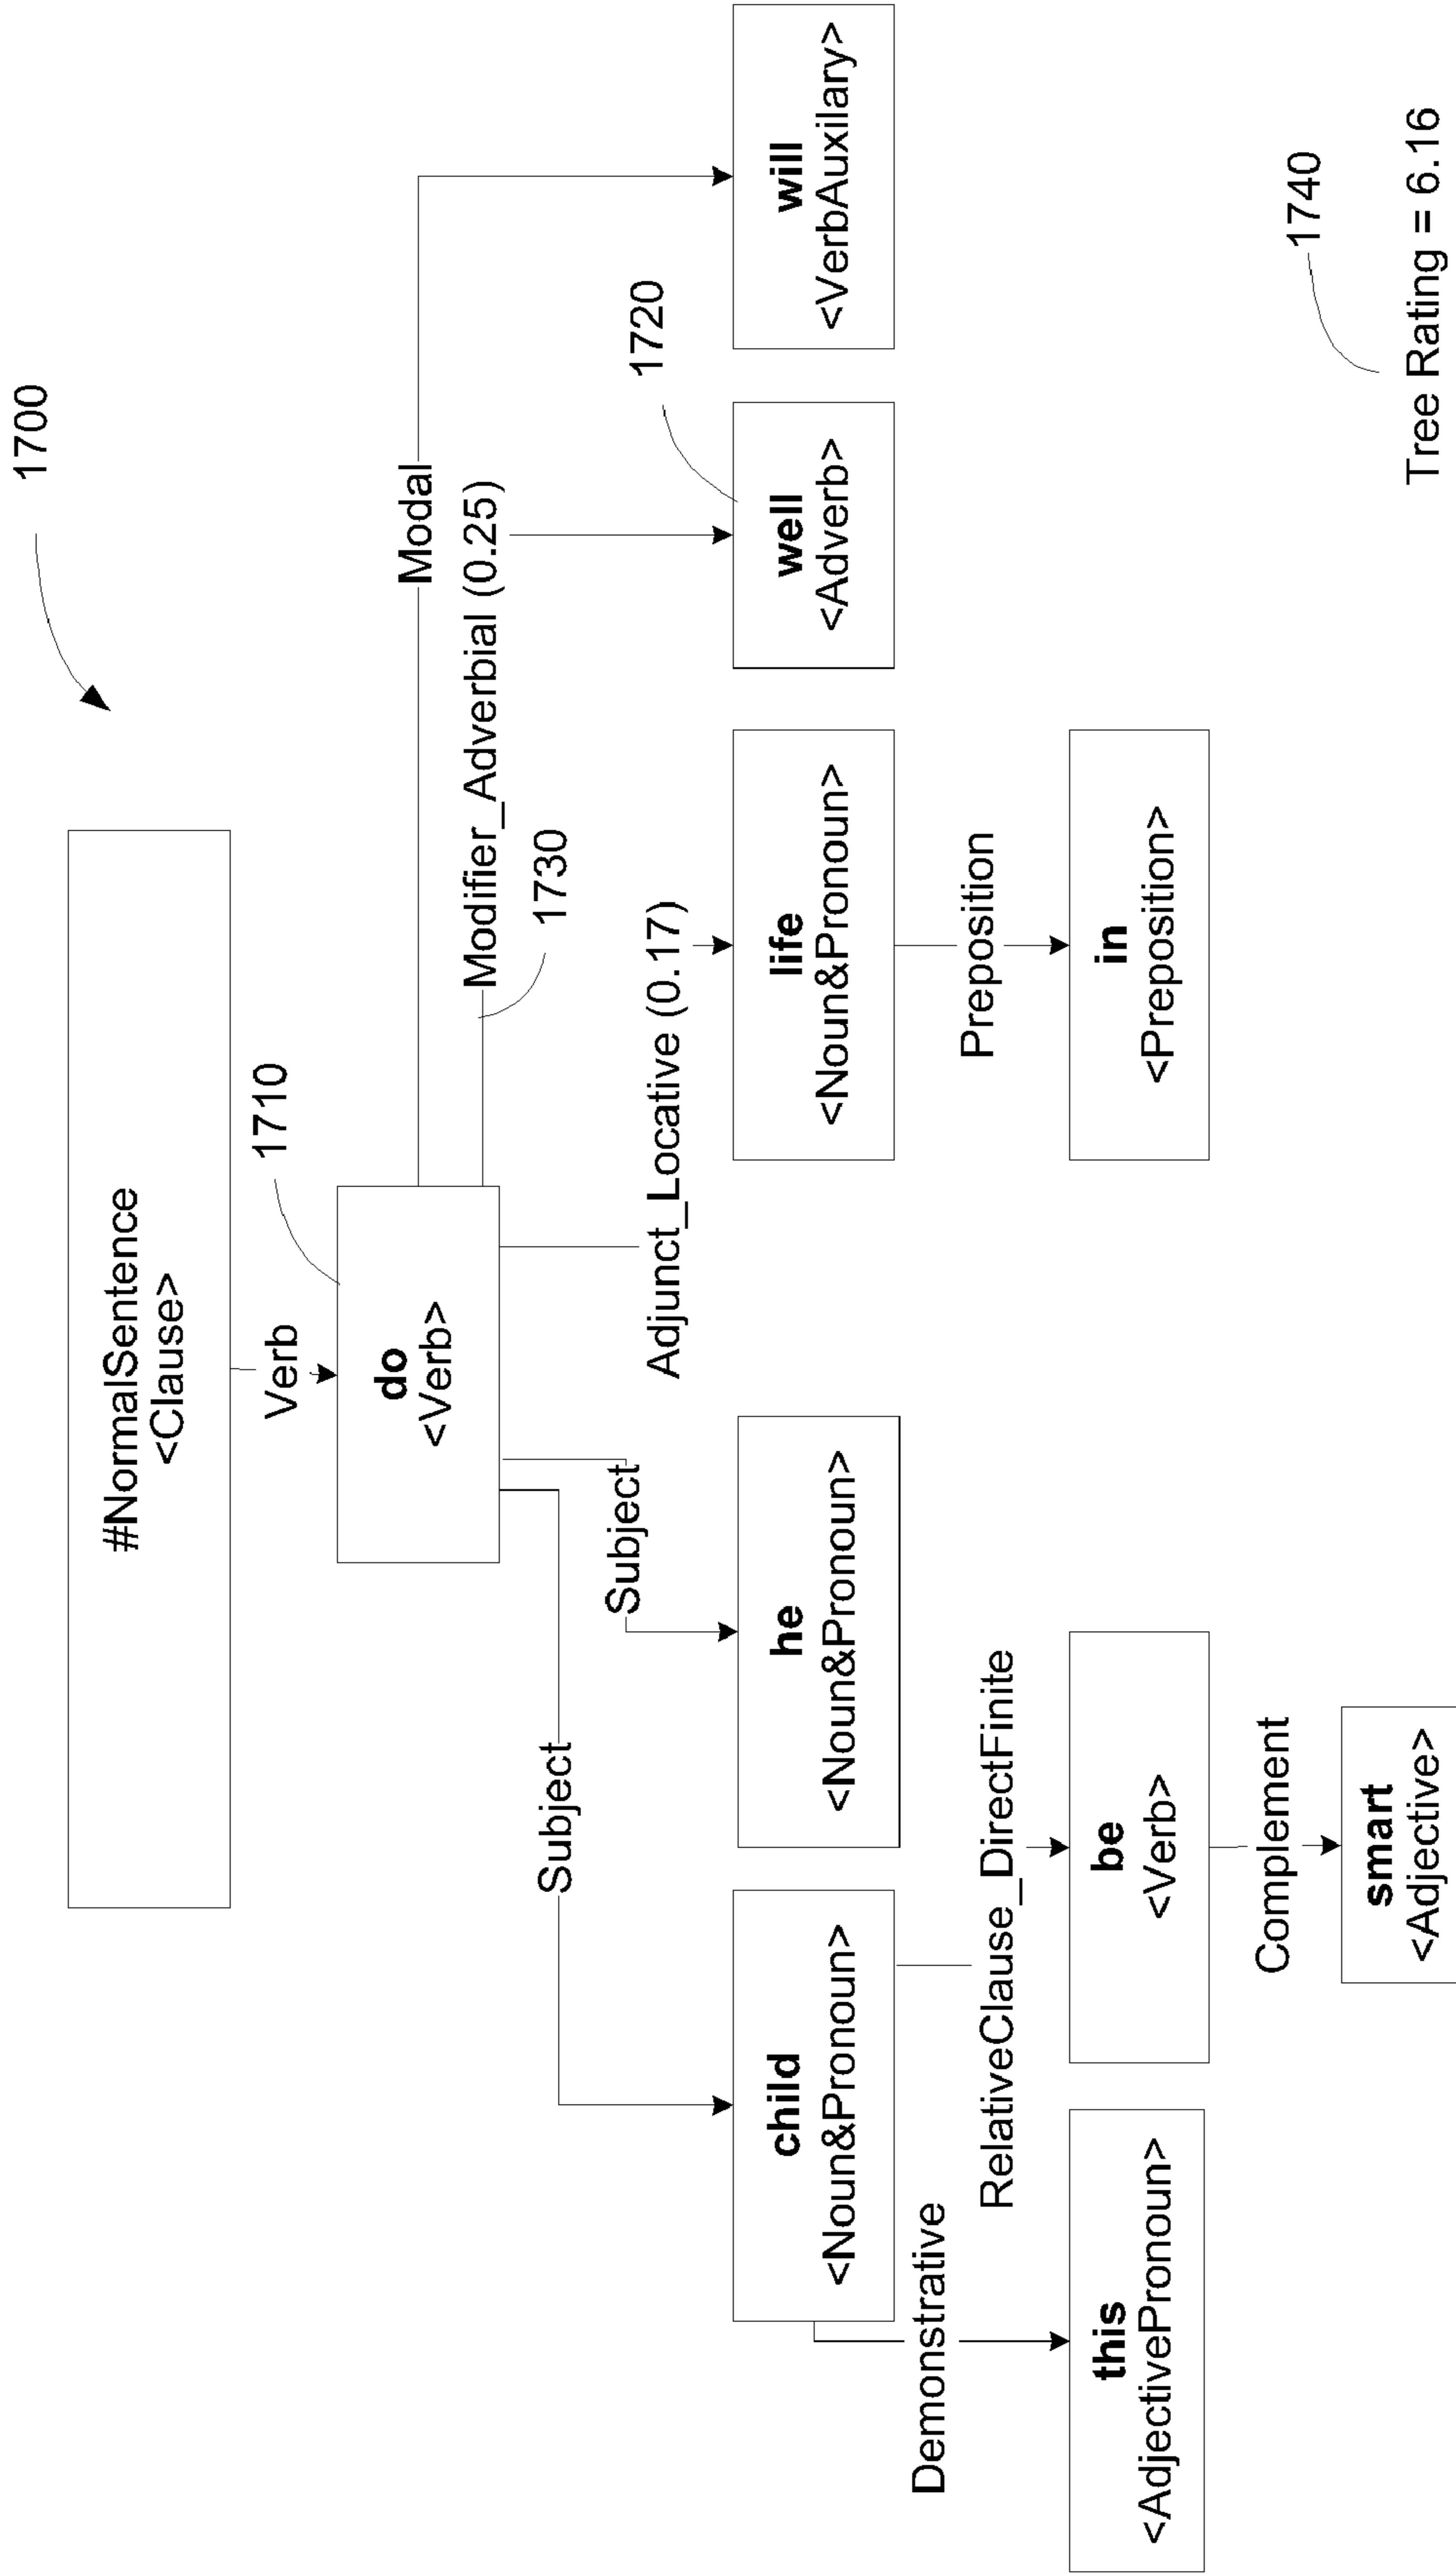 1700
#NormalSentence
<Clause>
Verb
1710
do
<Verb>
Modal
Modifier_Adverbial (0.25)
1730
Subject
Subject
Adjunct_Locative (0.17)
1720
child
<Noun&Pronoun>
he
<Noun&Pronoun>
life
<Noun&Pronoun>
well
<Adverb>
will
<VerbAuxilary>
Demonstrative
RelativeClause_DirectFinite
Preposition
this
<AdjectivePronoun>
be
<Verb>
in
<Preposition>
Complement
smart
<Adjective>
1740
Tree Rating = 6.16